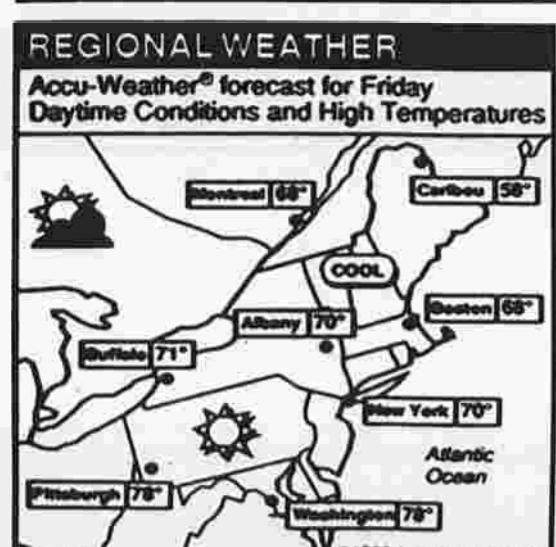 REGIONAL WEATHER
Accu-Weather® forecast for Friday
Daytime Conditions and High Temperatures
Montreal 68°
Caribou 58°
COOL
Albany 70°
Boston 68°
Buffalo 71°
New York 70°
Atlantic
Ocean
Pittsburgh 78°
Washington 78°